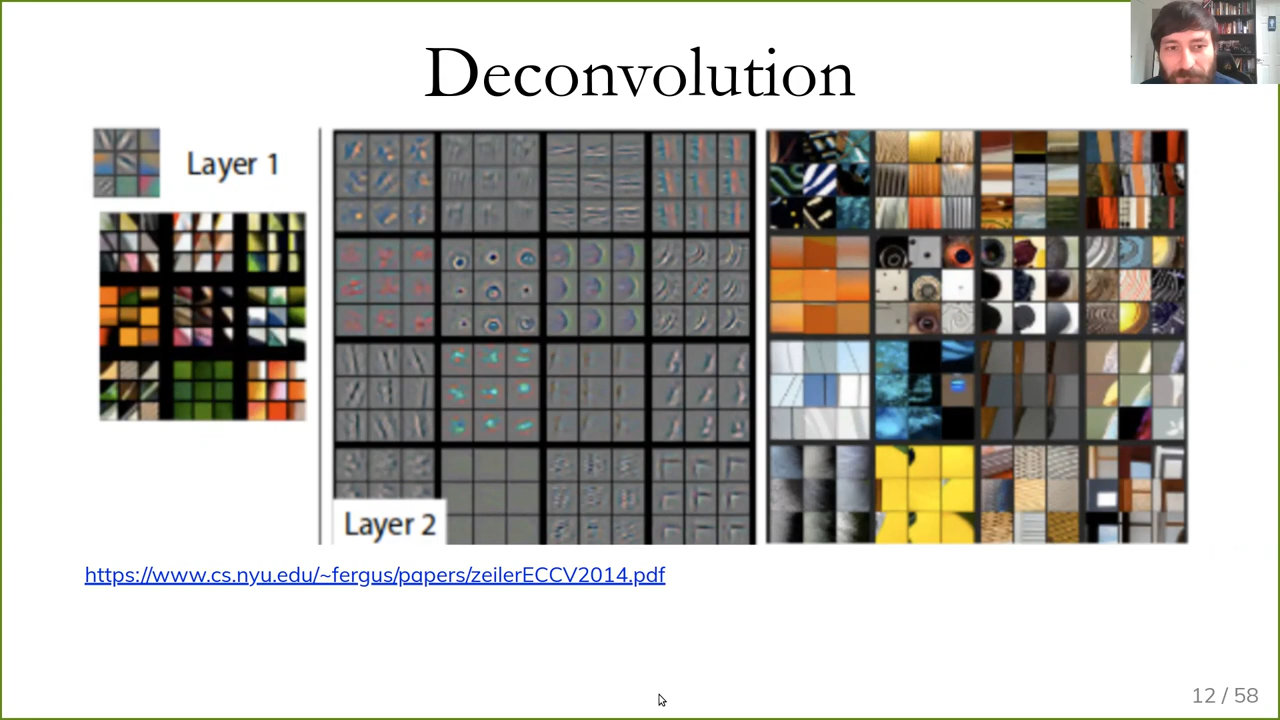 Deconvolution
Layer 1
Layer 2
https://www.cs.nyu.edu/~fergus/papers/zeilerECCV2014.pdf
12 / 58